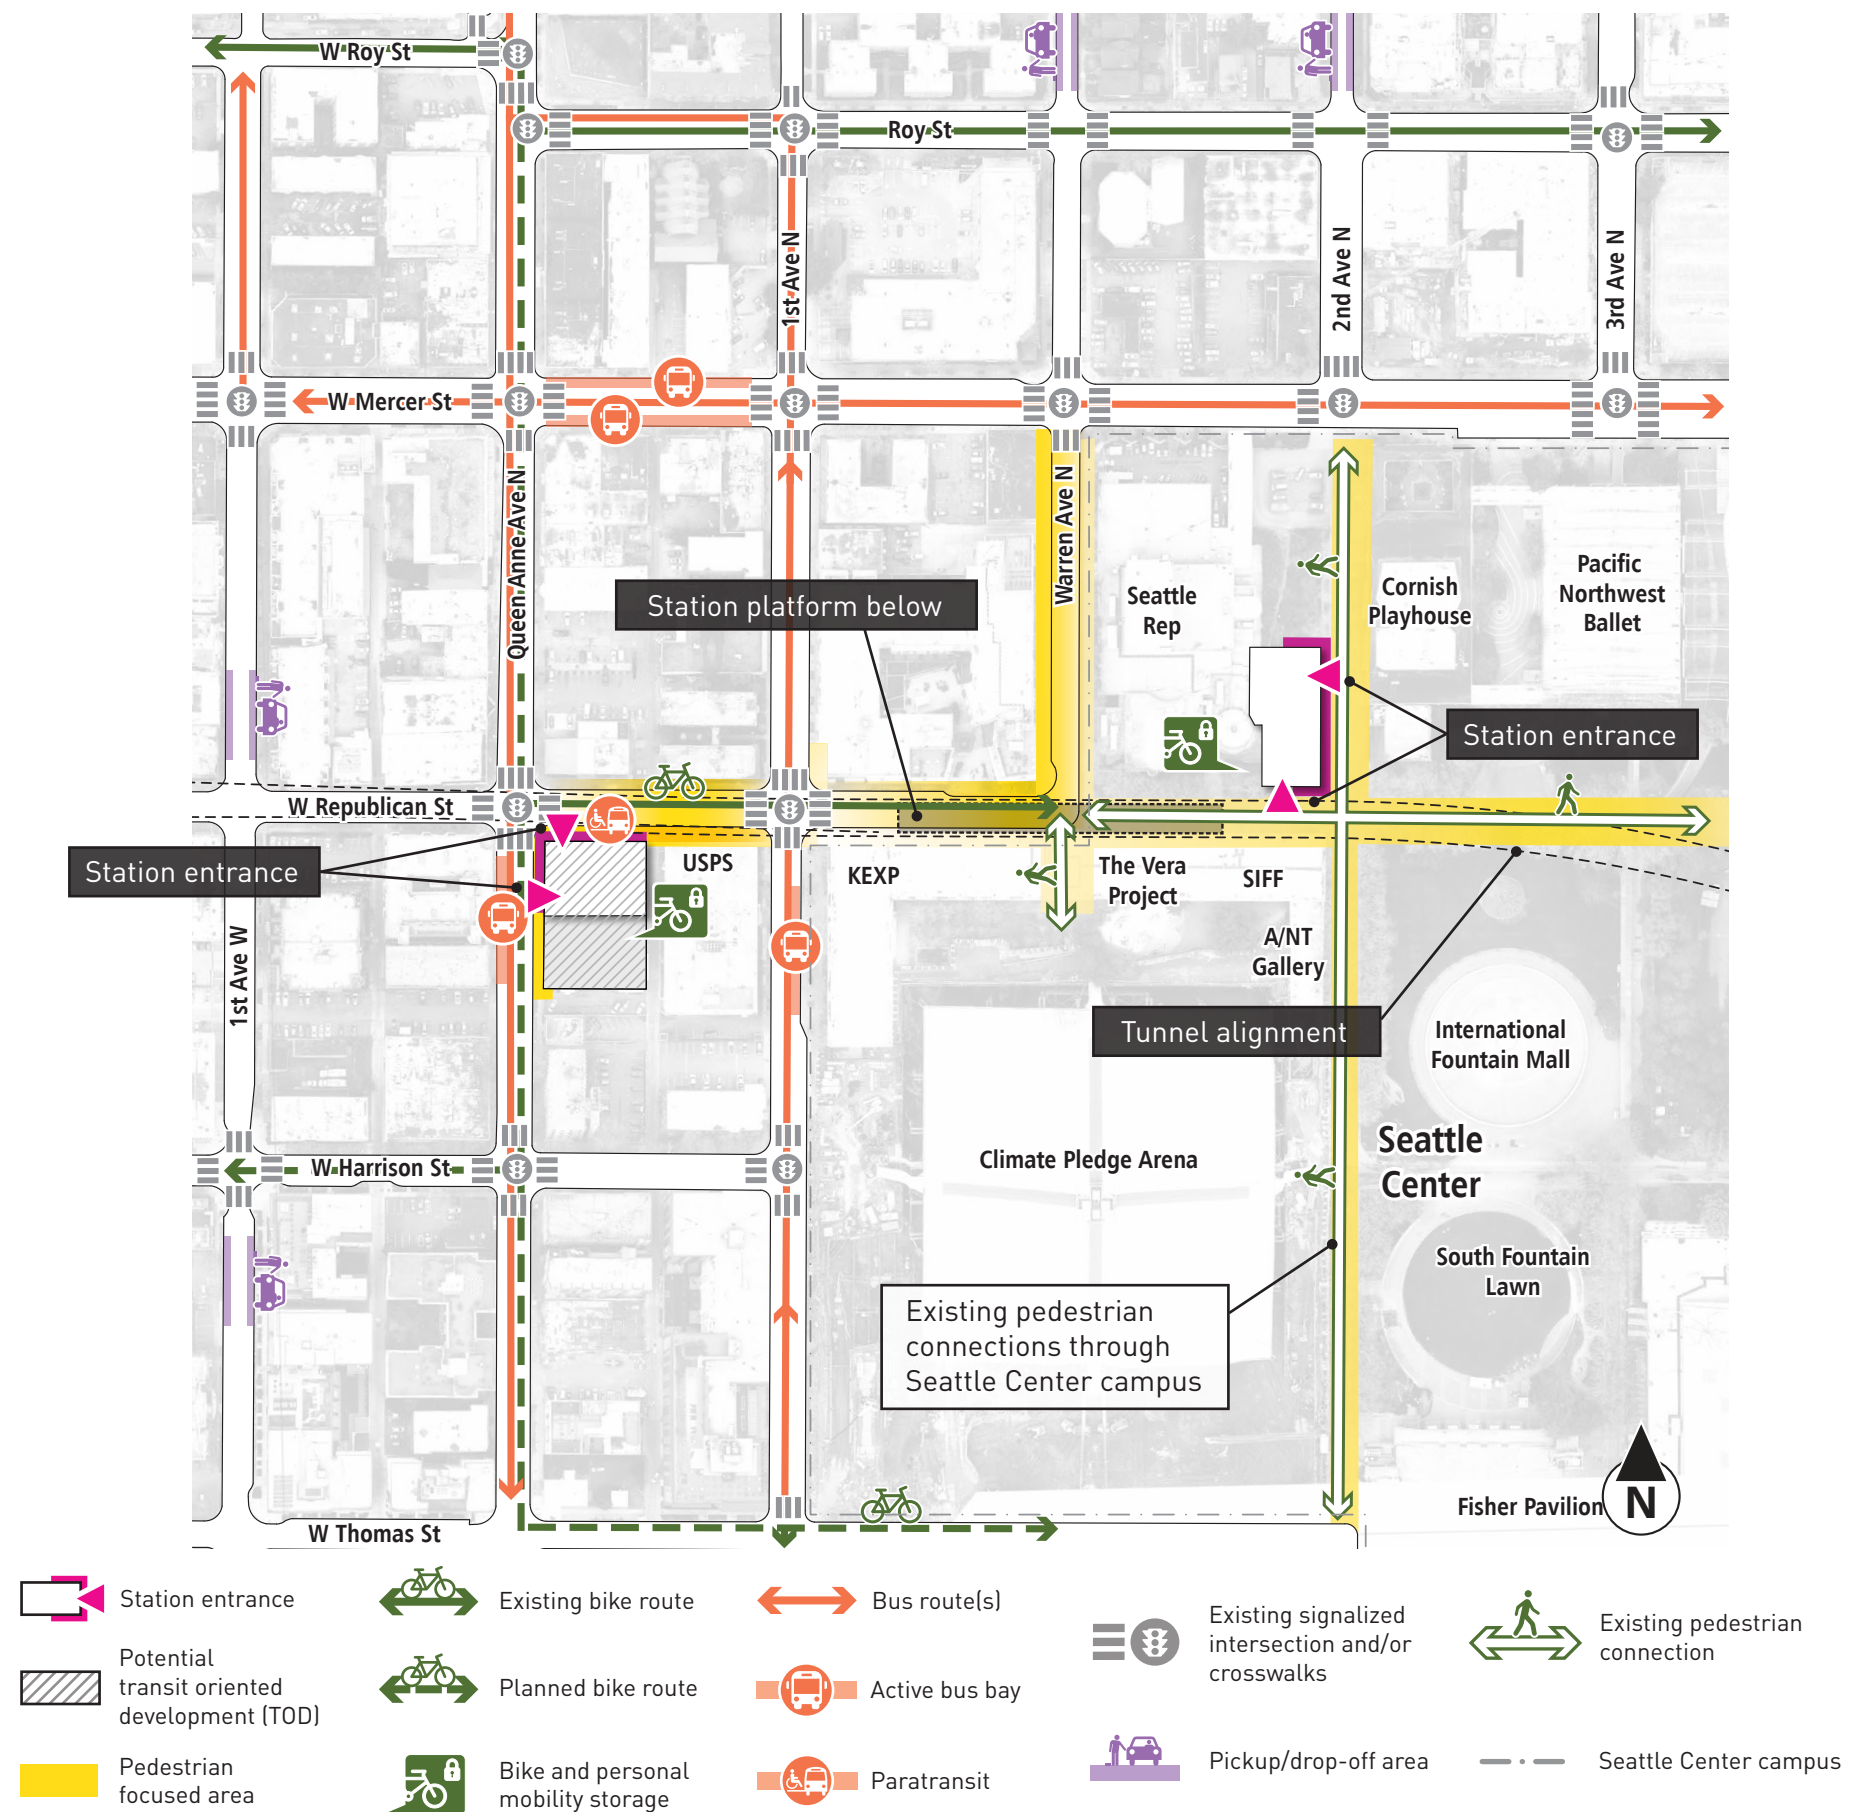 W Roy St
Roy St
1st Ave N
2nd Ave N
3rd Ave N
W Mercer St
Queen Anne Ave N
Warren Ave N
Station platform below
Seattle
Rep
Cornish
Playhouse
Pacific
Northwest
Ballet
Station entrance
W Republican St
Station entrance
USPS
KEXP
The Vera
Project
SIFF
A/NT
Gallery
1st Ave W
Tunnel alignment
International
Fountain Mall
Seattle
Center
W Harrison St
Climate Pledge Arena
South Fountain
Lawn
Existing pedestrian
connections through
Seattle Center campus
Fisher Pavilion
N
W Thomas St
Station entrance
Potential
transit oriented
development (TOD)
Pedestrian
focused area
Existing bike route
Planned bike route
Bike and personal
mobility storage
Bus route(s)
Active bus bay
Paratransit
Existing signalized
intersection and/or
crosswalks
Pickup/drop-off area
Existing pedestrian
connection
Seattle Center campus